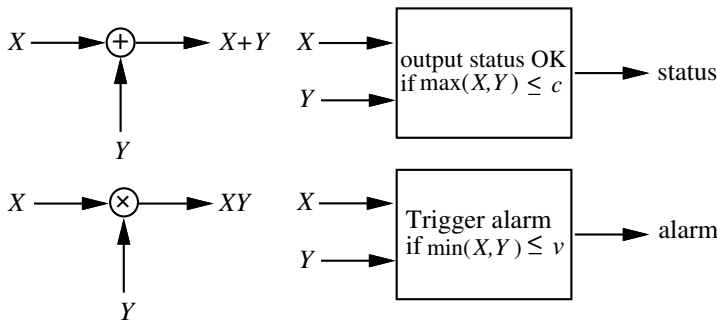 X + X+Y
Y
X
Y
output status OK
if max(X,Y) ≤ c
status
X × XY
Y
X
Y
Trigger alarm
if min(X,Y) ≤ v
alarm